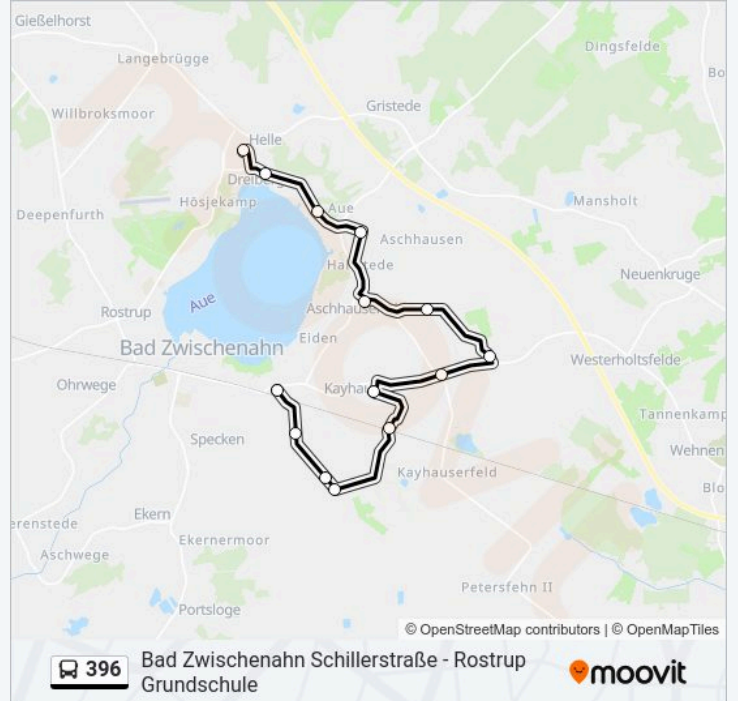 Gießelhorst
Dingsfelde
Langebrügge
Bo
Gristede
Willbroksmoor
Helle
Dreiberg
Hösjekamp
Aue
Mansholt
Deepenfurth
Aschhausen
Neuenkruge
Aue
Rostrup
Aschhause
Eiden
Bad Zwischenahn
Westerholtsfelde
Ohrwege
Kayhau
Tannenkamp
Specken
Wehnen
Kayhauserfeld
Blo
Ekern
erenstede
Ekernermoor
Aschwege
Petersfehn II
Portsloge
© OpenStreetMap contributors | © OpenMapTiles
396
Bad Zwischenahn Schillerstraße - Rostrup
Grundschule
moovit